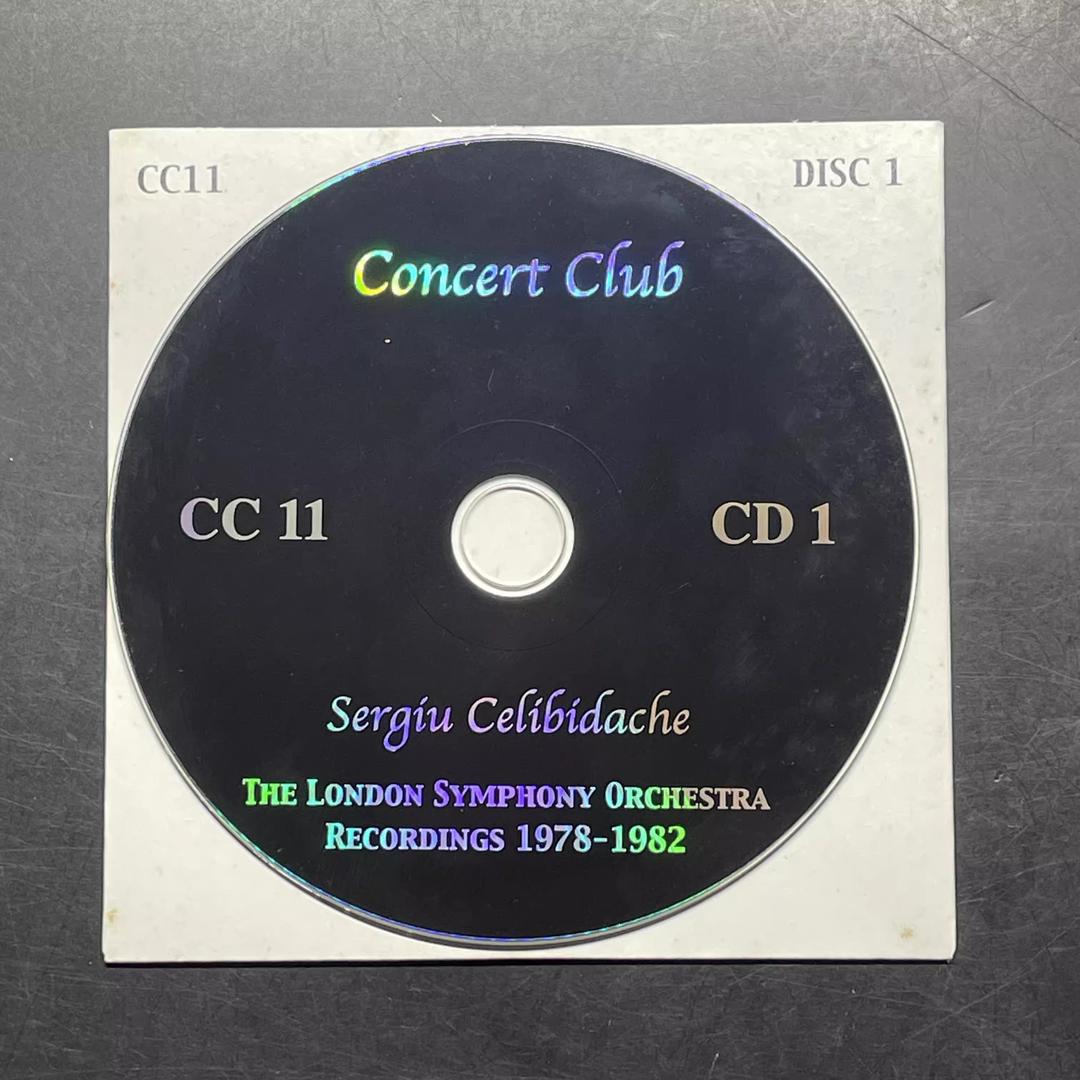 CC11
DISC 1
Concert Club
CC 11
CD 1
Sergiu Celibidache
THE LONDON SYMPHONY ORCHESTRA
RECORDINGS 1978-1982